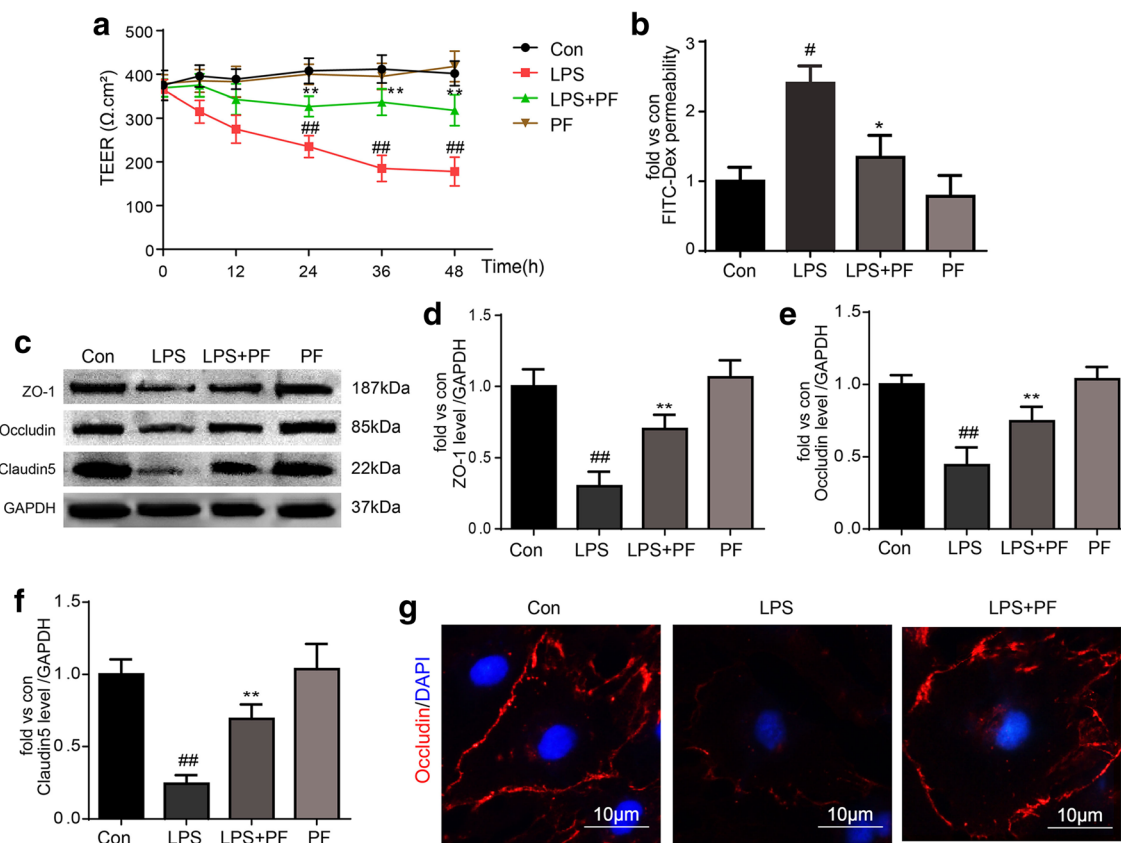 a
500
400
300
200
100
0
TEER (Ω.cm²)
** ** **
## ## ##
0 12 24 36 48 Time(h)
Con
LPS
LPS+PF
PF
b
fold vs con
FITC-Dex permeability
3
2
1
0
#
*
Con LPS LPS+PF PF
c
Con LPS LPS+PF PF
ZO-1 187kDa
Occludin 85kDa
Claudin5 22kDa
GAPDH 37kDa
d
fold vs con
ZO-1 level /GAPDH
1.5
1.0
0.5
0.0
##
**
Con LPS LPS+PF PF
e
fold vs con
Occludin level /GAPDH
1.5
1.0
0.5
0.0
##
**
Con LPS LPS+PF PF
f
fold vs con
Claudin5 level /GAPDH
1.5
1.0
0.5
0.0
##
**
Con LPS LPS+PF PF
g
Con LPS LPS+PF
Occludin/DAPI
10μm 10μm 10μm